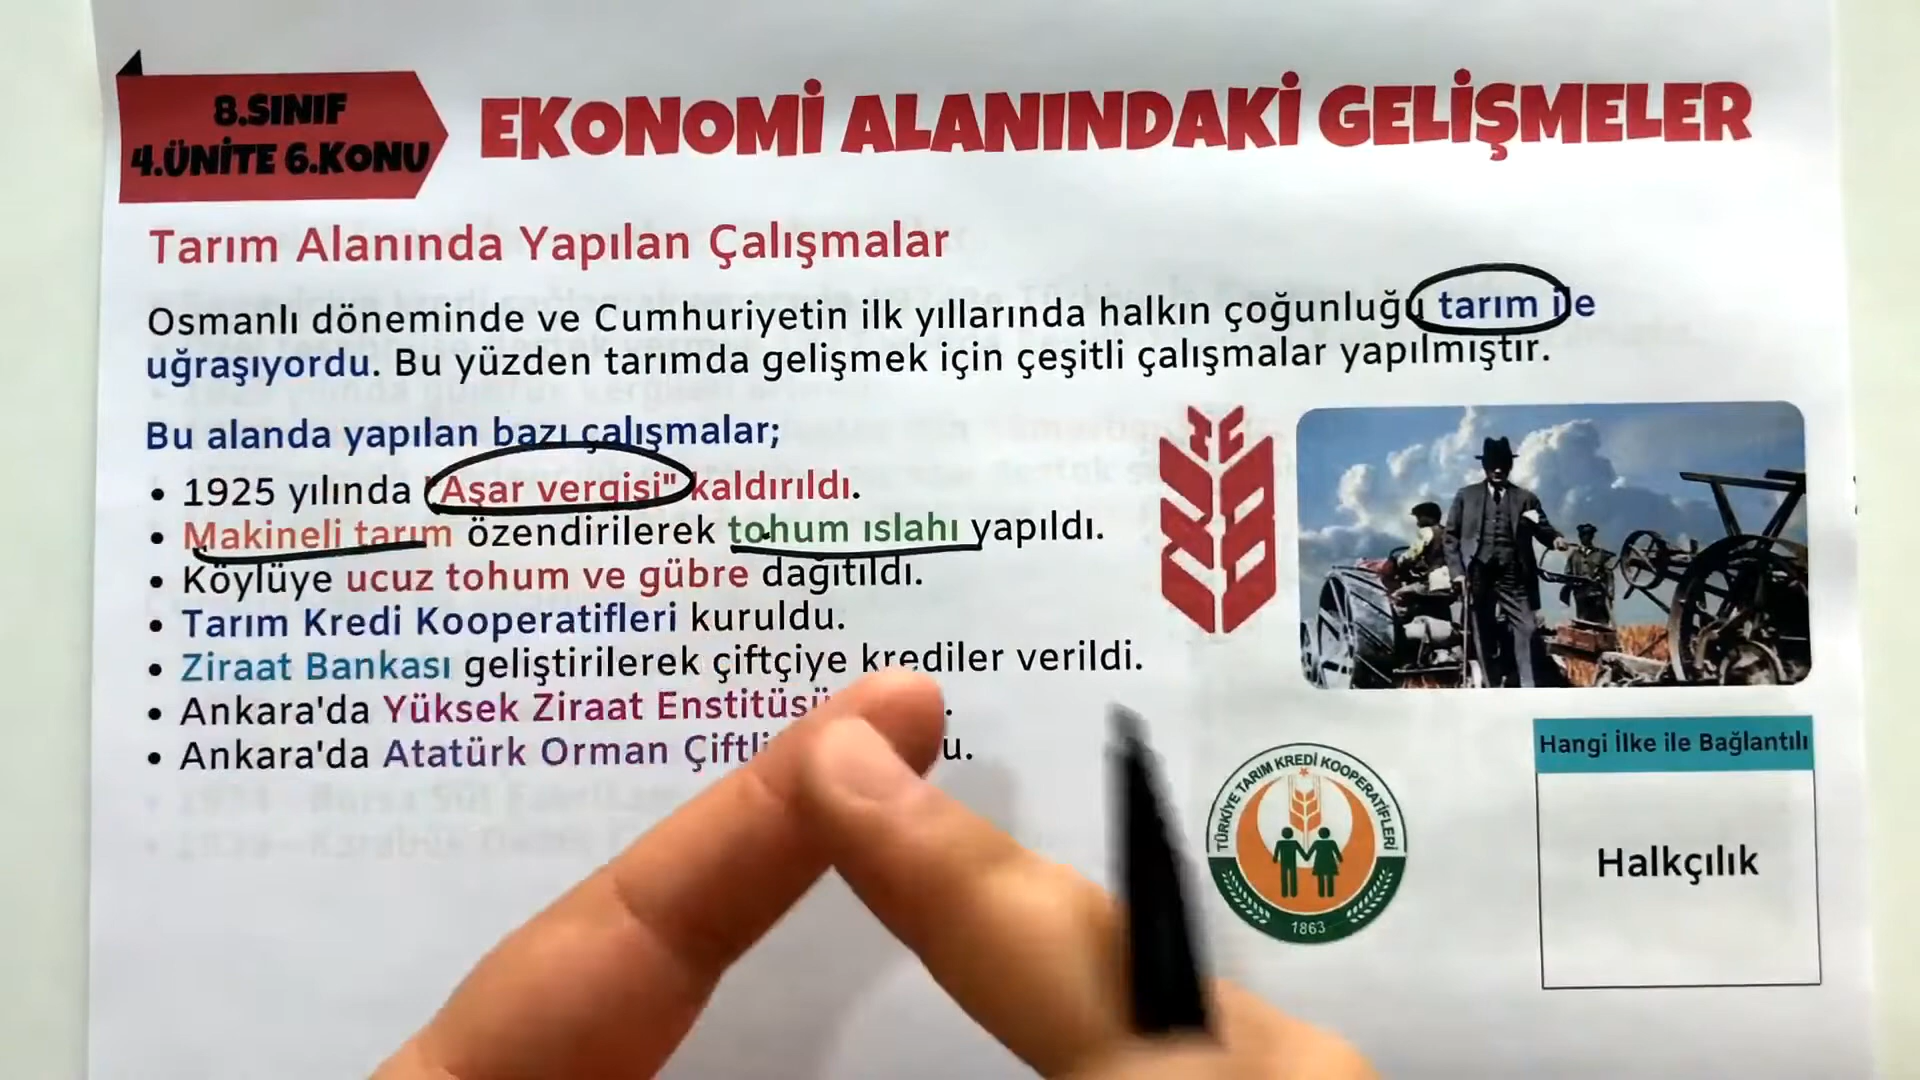 8.SINIF
4.ÜNİTE 6.KONU
EKONOMİ ALANINDAKİ GELİŞMELER
Tarım Alanında Yapılan Çalışmalar
Osmanlı döneminde ve Cumhuriyetin ilk yıllarında halkın çoğunluğu tarım ile
uğraşıyordu. Bu yüzden tarımda gelişmek için çeşitli çalışmalar yapılmıştır.
Bu alanda yapılan bazı çalışmalar;
• 1925 yılında "Aşar vergisi" kaldırıldı.
• Makineli tarım özendirilerek tohum ıslahı yapıldı.
• Köylüye ucuz tohum ve gübre dağıtıldı.
• Tarım Kredi Kooperatifleri kuruldu.
• Ziraat Bankası geliştirilerek çiftçiye krediler verildi.
• Ankara'da Yüksek Ziraat Enstitüsü .
• Ankara'da Atatürk Orman
TC
TÜRKİYE TARIM KREDİ KOOPERATİFLERİ
1863
Hangi İlke ile Bağlantılı
Halkçılık